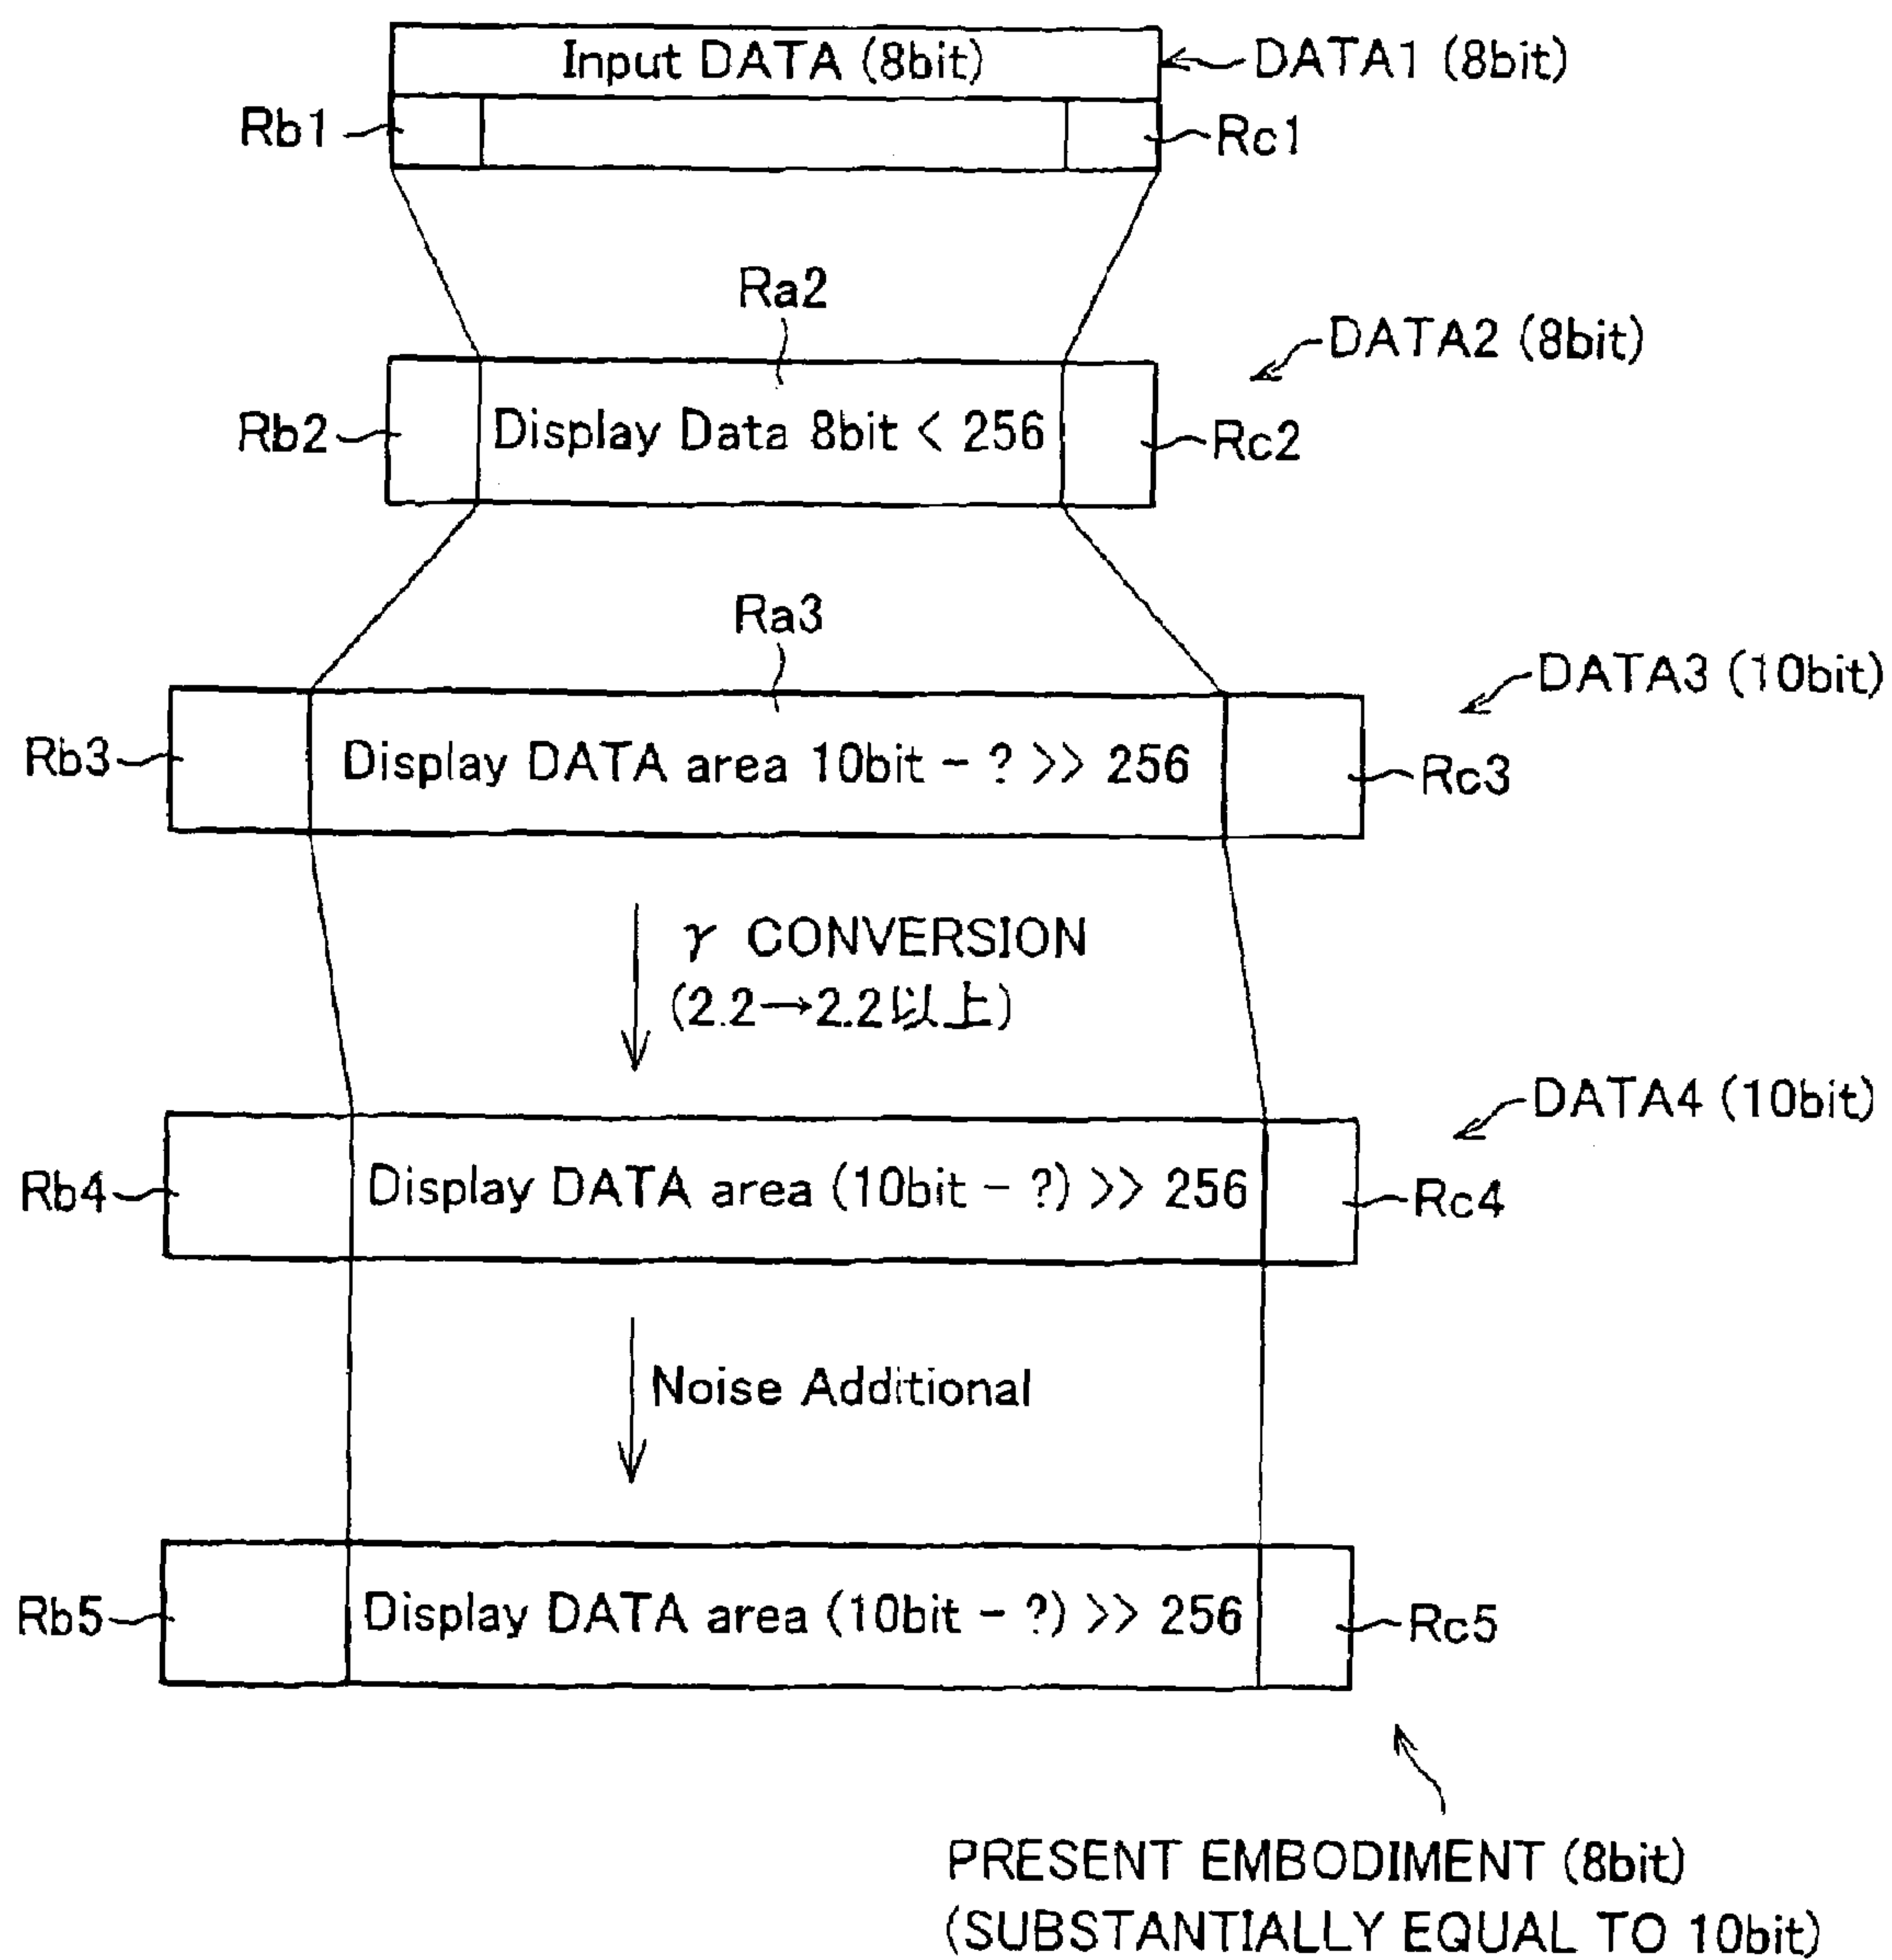 Input DATA (8bit)
DATA1 (8bit)
Rb1
Rc1
Ra2
DATA2 (8bit)
Rb2
Display Data 8bit < 256
Rc2
Ra3
DATA3 (10bit)
Rb3
Display DATA area 10bit - ? >> 256
Rc3
γ CONVERSION
(2.2→2.2以上)
DATA4 (10bit)
Rb4
Display DATA area (10bit - ?) >> 256
Rc4
Noise Additional
Rb5
Display DATA area (10bit - ?) >> 256
Rc5
PRESENT EMBODIMENT (8bit)
(SUBSTANTIALLY EQUAL TO 10bit)